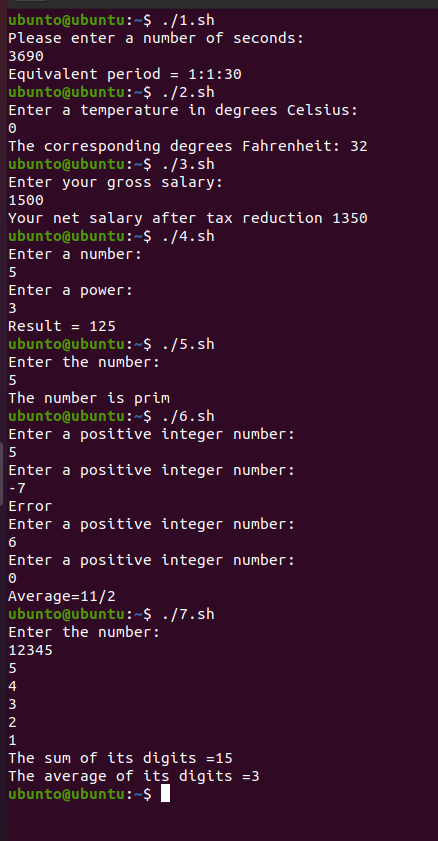 ubunto@ubuntu:~$ ./1.sh
Please enter a number of seconds:
3690
Equivalent period = 1:1:30
ubunto@ubuntu:~$ ./2.sh
Enter a temperature in degrees Celsius:
0
The corresponding degrees Fahrenheit: 32
ubunto@ubuntu:~$ ./3.sh
Enter your gross salary:
1500
Your net salary after tax reduction 1350
ubunto@ubuntu:~$ ./4.sh
Enter a number:
5
Enter a power:
3
Result = 125
ubunto@ubuntu:~$ ./5.sh
Enter the number:
5
The number is prim
ubunto@ubuntu:~$ ./6.sh
Enter a positive integer number:
5
Enter a positive integer number:
-7
Error
Enter a positive integer number:
6
Enter a positive integer number:
0
Average=11/2
ubunto@ubuntu:~$ ./7.sh
Enter the number:
12345
5
4
3
2
1
The sum of its digits =15
The average of its digits =3
ubunto@ubuntu:~$